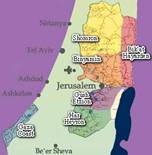 Netanya
Shomron
Tel Aviv
Bik'at
Hayarden
Binyamin
Ashdod
Jerusalem
Ashkelon
Gush
Etzion
Gaza
Coast
Har
Hevron
Be'er Sheva